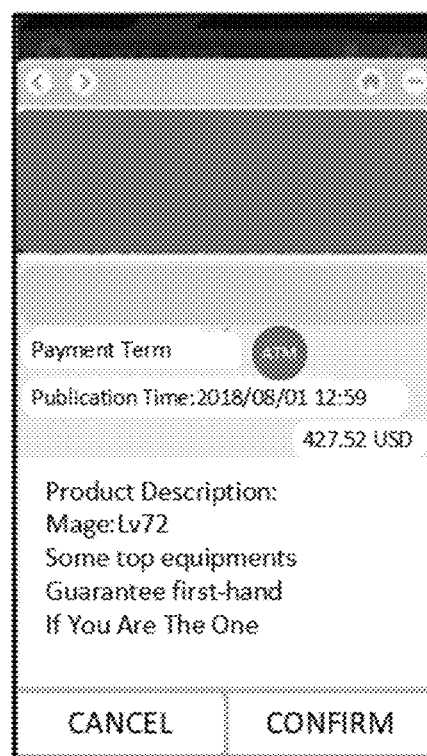 Payment Term
Publication Time:2018/08/01 12:59
427.52 USD
Product Description:
Mage:Lv72
Some top equipments
Guarantee first-hand
If You Are The One
CANCEL
CONFIRM